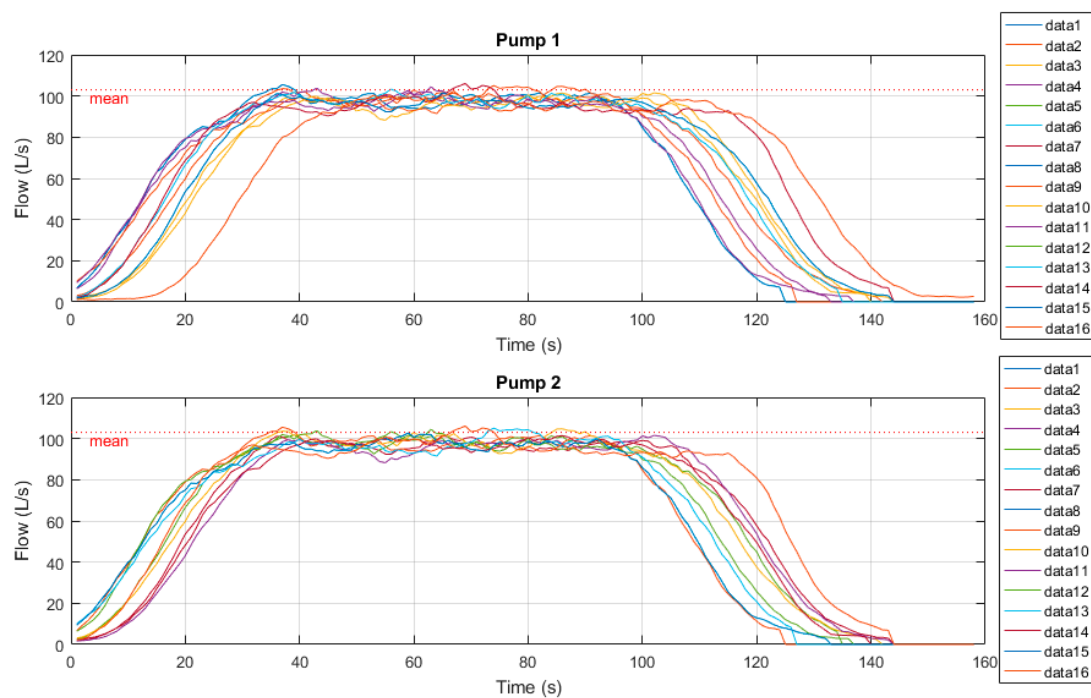 Pump 1
Flow (L/s)
120
100
80
60
40
20
0
mean
0 20 40 60 80 100 120 140 160
Time (s)
data1
data2
data3
data4
data5
data6
data7
data8
data9
data10
data11
data12
data13
data14
data15
data16
Pump 2
Flow (L/s)
120
100
80
60
40
20
0
mean
0 20 40 60 80 100 120 140 160
Time (s)
data1
data2
data3
data4
data5
data6
data7
data8
data9
data10
data11
data12
data13
data14
data15
data16